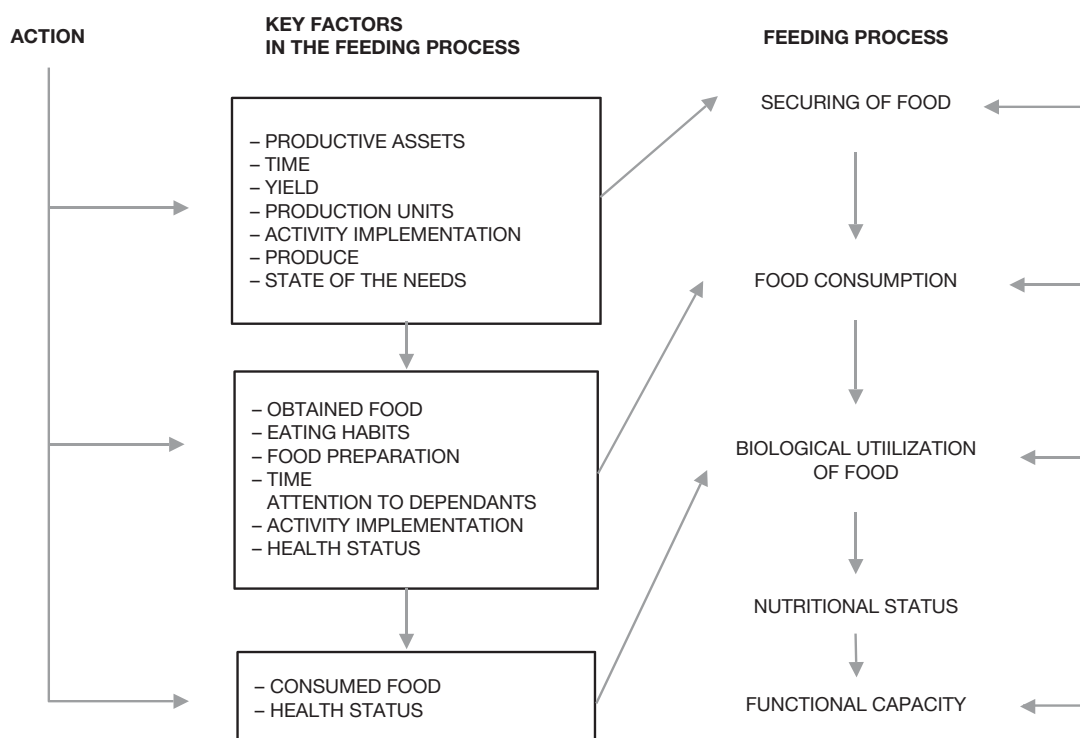 ACTION
KEY FACTORS
IN THE FEEDING PROCESS
FEEDING PROCESS
– PRODUCTIVE ASSETS
– TIME
– YIELD
– PRODUCTION UNITS
– ACTIVITY IMPLEMENTATION
– PRODUCE
– STATE OF THE NEEDS
– OBTAINED FOOD
– EATING HABITS
– FOOD PREPARATION
– TIME
ATTENTION TO DEPENDANTS
– ACTIVITY IMPLEMENTATION
– HEALTH STATUS
– CONSUMED FOOD
– HEALTH STATUS
SECURING OF FOOD
FOOD CONSUMPTION
BIOLOGICAL UTIILIZATION
OF FOOD
NUTRITIONAL STATUS
FUNCTIONAL CAPACITY